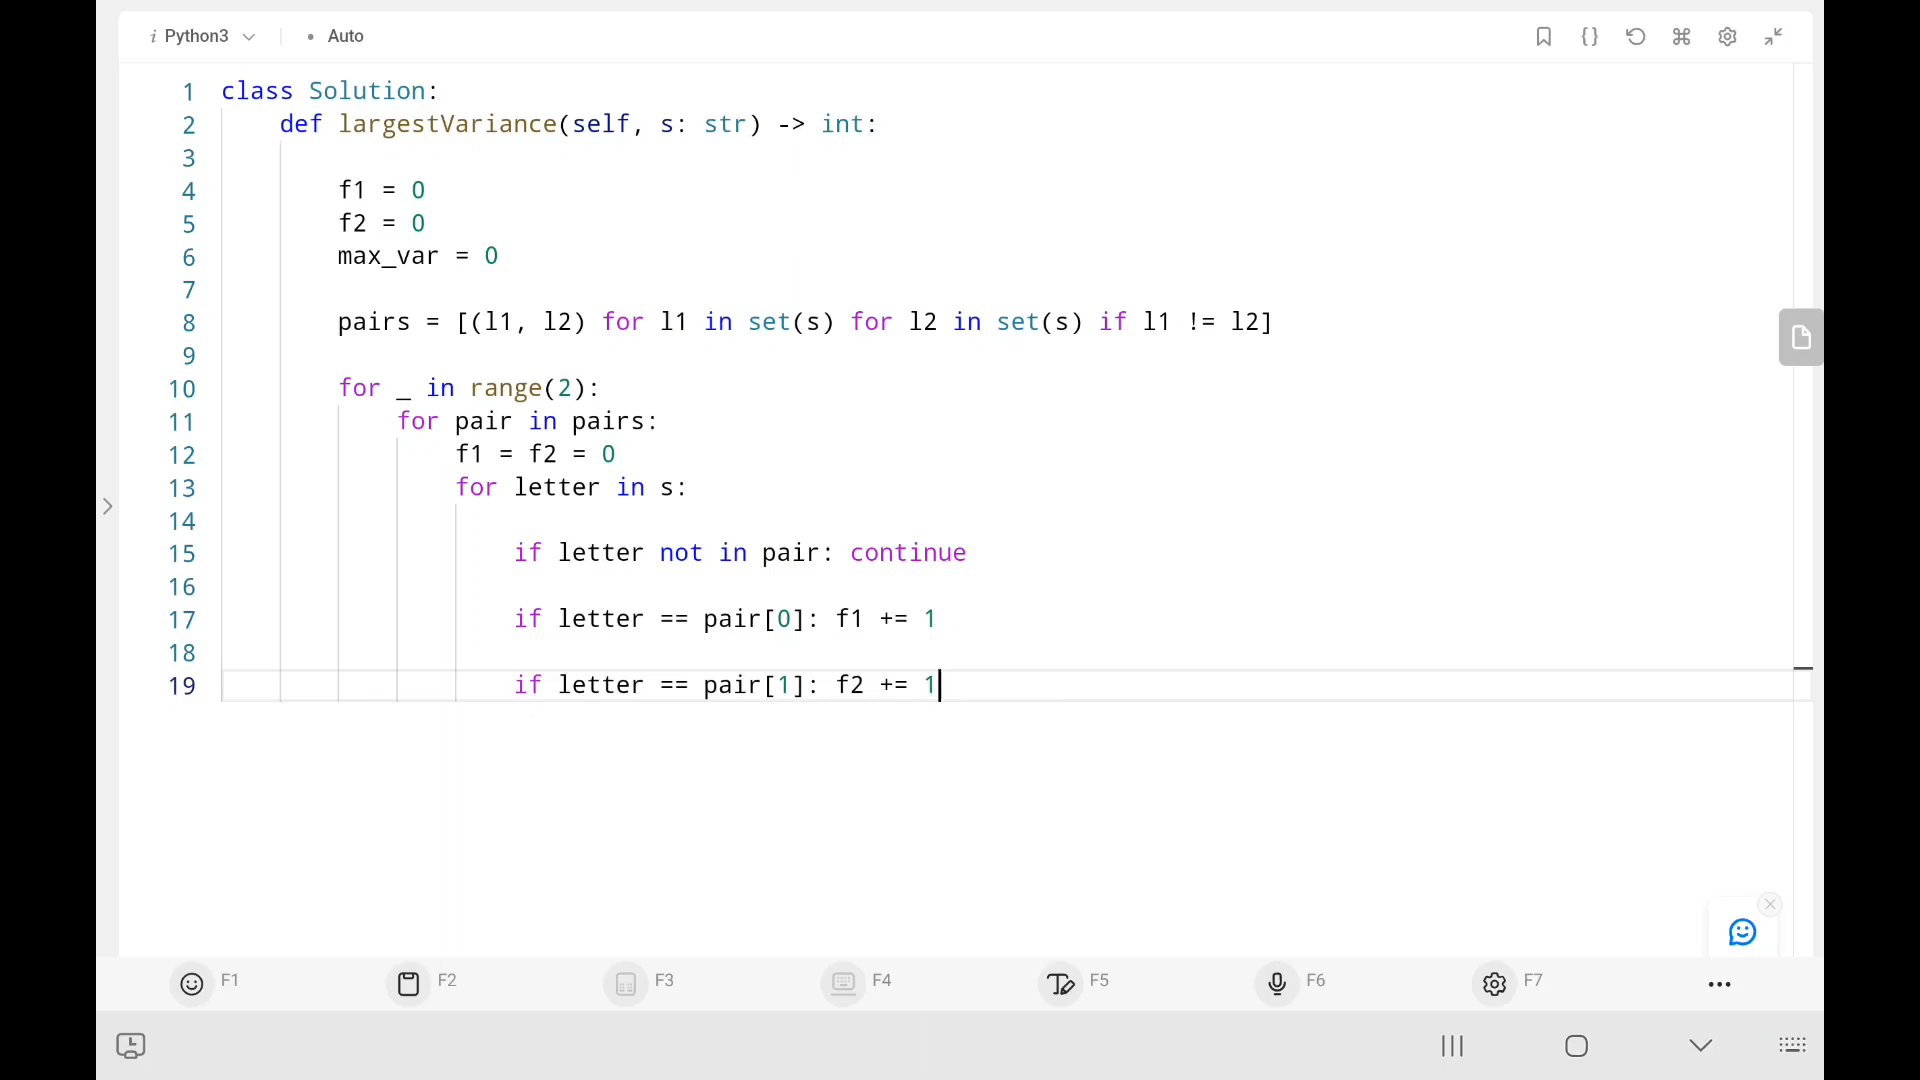 i Python3 • Auto
1 class Solution:
2     def largestVariance(self, s: str) -> int:
3
4         f1 = 0
5         f2 = 0
6         max_var = 0
7
8         pairs = [(l1, l2) for l1 in set(s) for l2 in set(s) if l1 != l2]
9
10         for _ in range(2):
11             for pair in pairs:
12                 f1 = f2 = 0
13                 for letter in s:
14
15                     if letter not in pair: continue
16
17                     if letter == pair[0]: f1 += 1
18
19                     if letter == pair[1]: f2 += 1
F1 F2 F3 F4 F5 F6 F7